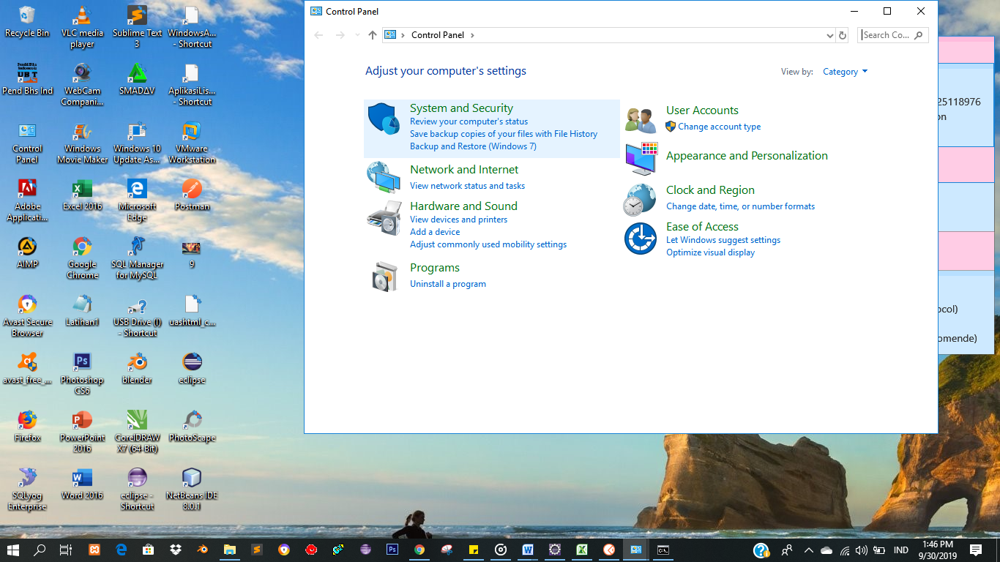 Recycle Bin
VLC media
player
Sublime Text
3
WindowsA...
- Shortcut
Pend Bhs Ind
WebCam
Compani...
SMADΔV
AplikasiLis...
- Shortcut
Control
Panel
Windows
Movie Maker
Windows 10
Update As...
VMware
Workstation
Adobe
Applicati...
Excel 2016
Microsoft
Edge
Postman
AIMP
Google
Chrome
SQL Manager
for MySQL
9
Avast Secure
Browser
Latihan1
USB Drive (I)
- Shortcut
uashtml_c...
avast_free_...
Photoshop
CS6
blender
eclipse
Firefox
PowerPoint
2016
CorelDRAW
X7 (64-Bit)
PhotoScape
SQLyog
Enterprise
Word 2016
eclipse -
Shortcut
NetBeans IDE
8.0.1
Control Panel
Control Panel
Search Co...
Adjust your computer's settings
View by: Category
System and Security
Review your computer's status
Save backup copies of your files with File History
Backup and Restore (Windows 7)
Network and Internet
View network status and tasks
Hardware and Sound
View devices and printers
Add a device
Adjust commonly used mobility settings
Programs
Uninstall a program
User Accounts
Change account type
Appearance and Personalization
Clock and Region
Change date, time, or number formats
Ease of Access
Let Windows suggest settings
Optimize visual display
25118976
on
ocol)
omende)
IND
1:46 PM
9/30/2019